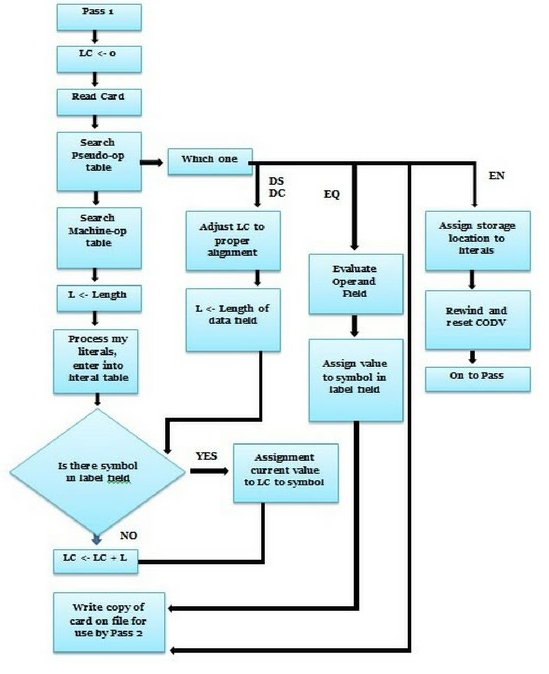 Pass 1
LC <- 0
Read Card
Search
Pseudo-op
table
Which one
DS
DC
EQ
EN
Search
Machine-op
table
Adjust LC to
proper
alignment
Assign storage
location to
literals
Evaluate
Operand
Field
L <- Length
L <- Length of
data field
Rewind and
reset CODV
Process my
literals,
enter into
literal table
Assign value
to symbol in
label field
On to Pass
Is there symbol
in label field
YES
Assignment
current value
to LC to symbol
NO
LC <- LC + L
Write copy of
card on file for
use by Pass 2